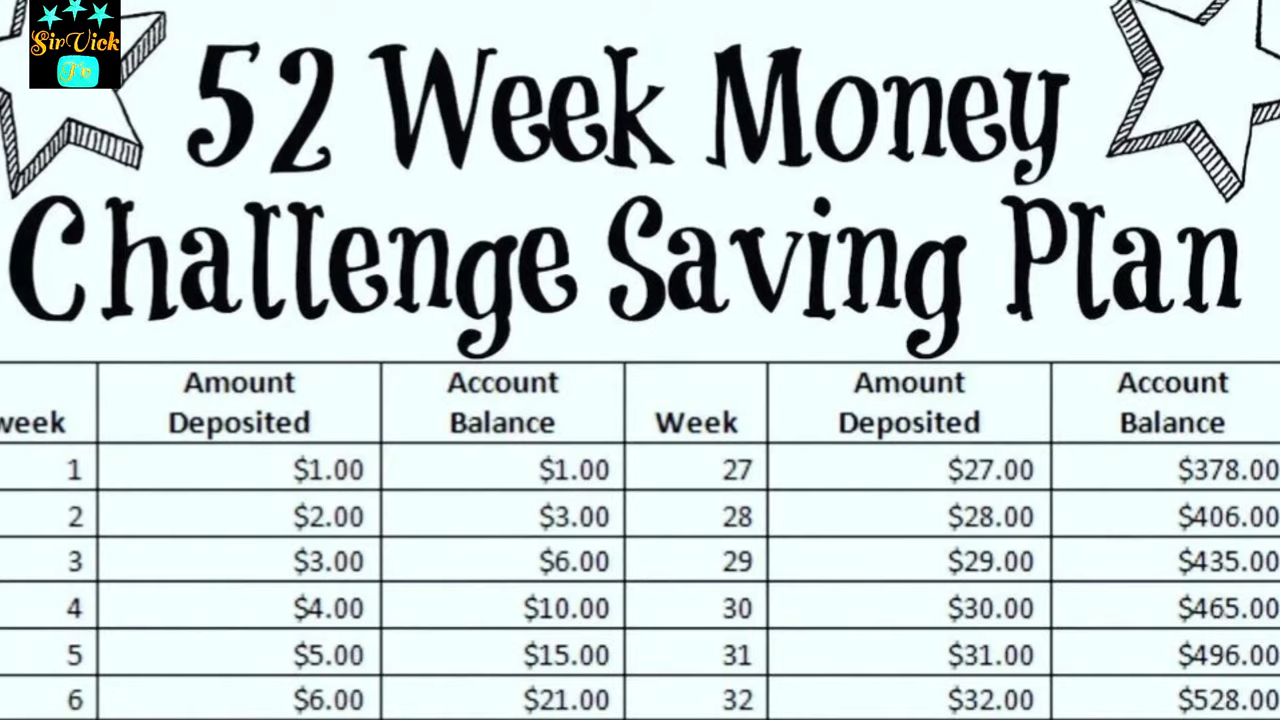 SirVick
Tv
52 Week Money
Challenge Saving Plan
week Amount Deposited Account Balance Week Amount Deposited Account Balance
1 $1.00 $1.00 27 $27.00 $378.00
2 $2.00 $3.00 28 $28.00 $406.00
3 $3.00 $6.00 29 $29.00 $435.00
4 $4.00 $10.00 30 $30.00 $465.00
5 $5.00 $15.00 31 $31.00 $496.00
6 $6.00 $21.00 32 $32.00 $528.00